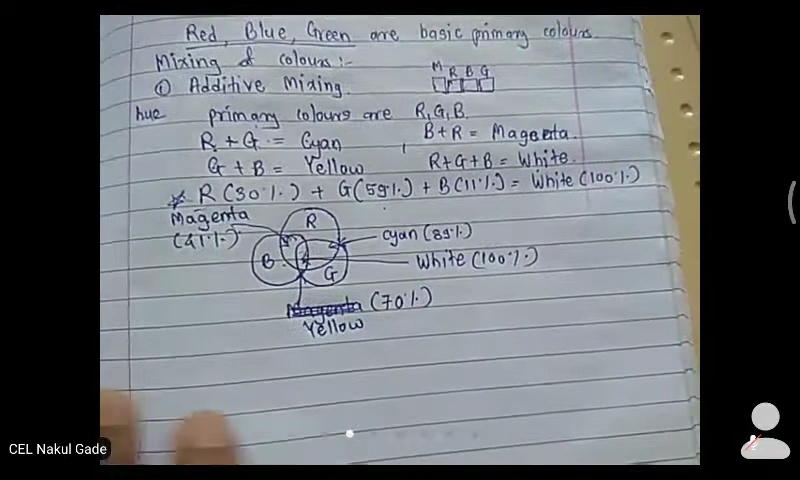 Red, Blue, Green are basic primary colours.
Mixing of colours :-
① Additive Mixing.
M R B G
hue primary colours are R, G, B.
R + G = Cyan
B + R = Magenta.
G + B = Yellow
R+G+B = White.
* R (30%) + G(59%) + B(11%) = White (100%)
Magenta
(41%)
R
B
G
Cyan (89%)
White (100%)
(70%)
Yellow
CEL Nakul Gade